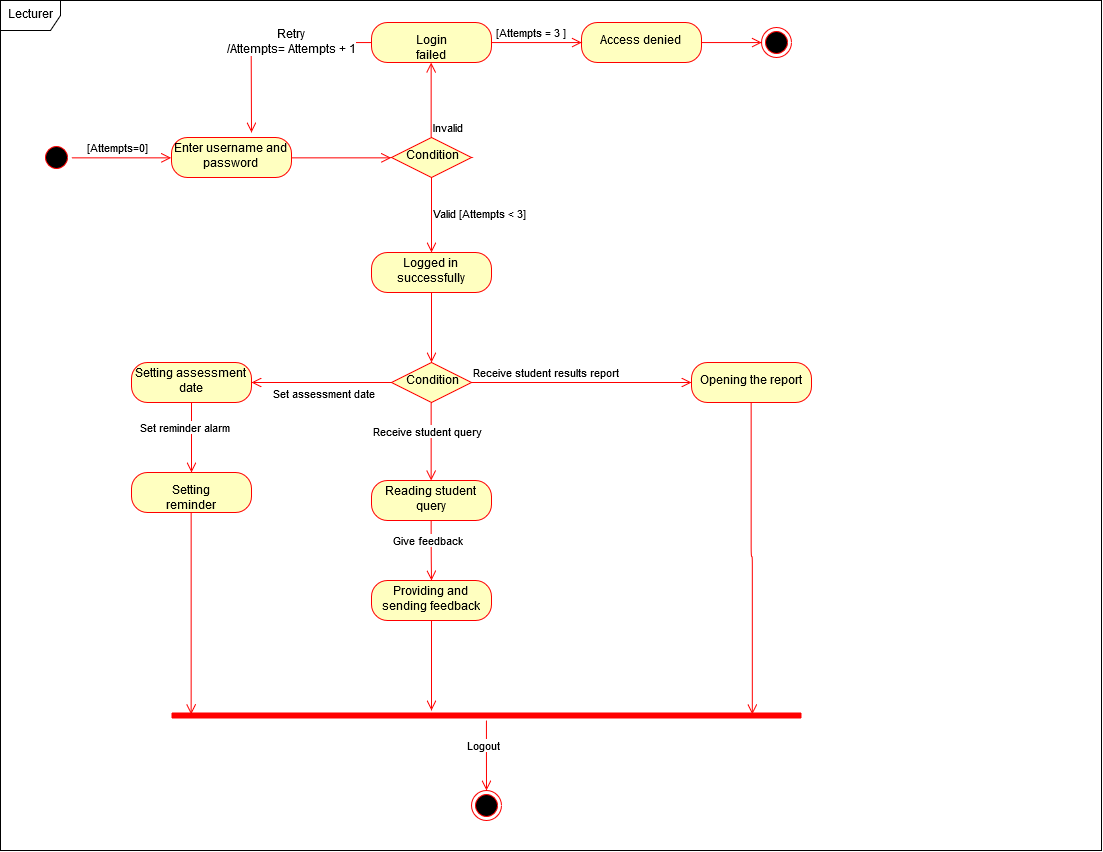 Lecturer
Retry
/Attempts= Attempts + 1
Login
failed
[Attempts = 3 ]
Access denied
Invalid
[Attempts=0]
Enter username and
password
Condition
Valid [Attempts < 3]
Logged in
successfully
Setting assessment
date
Set assessment date
Condition
Receive student results report
Opening the report
Set reminder alarm
Receive student query
Setting
reminder
Reading student
query
Give feedback
Providing and
sending feedback
Logout